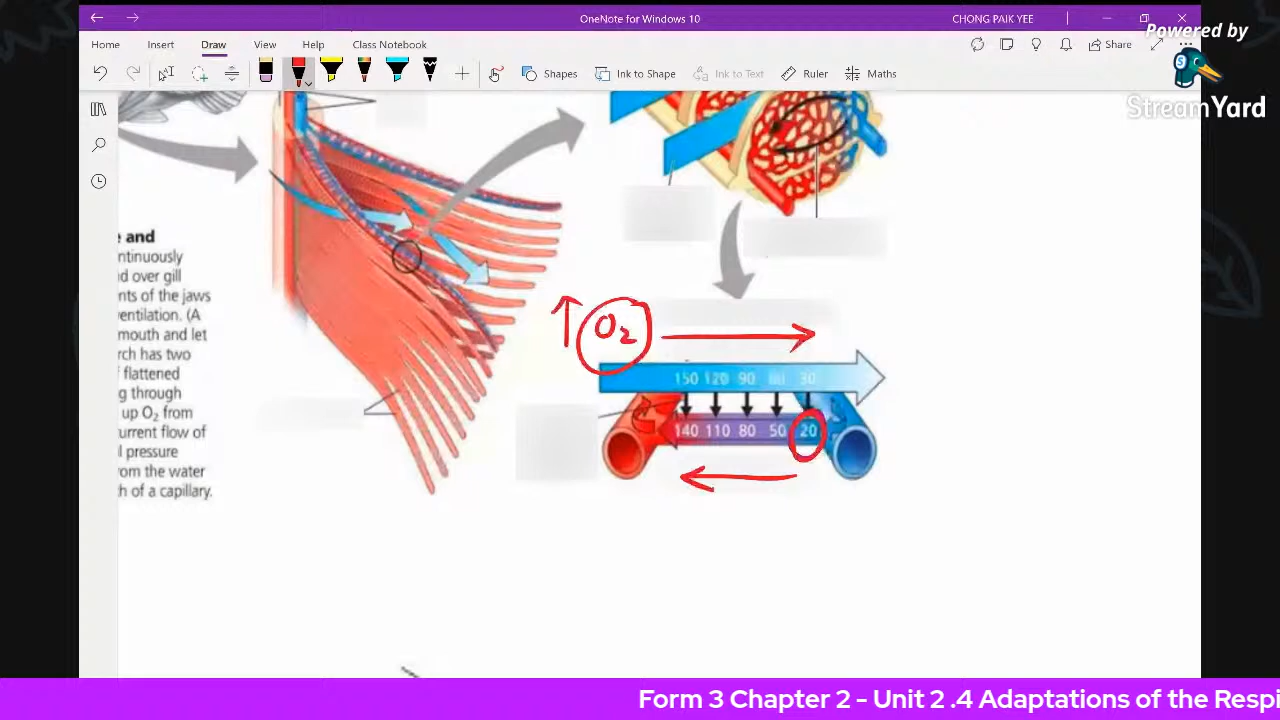 OneNote for Windows 10
CHONG PAIK YEE
Powered by
StreamYard
Home Insert Draw View Help Class Notebook
Share
Shapes Ink to Shape Ink to Text Ruler Maths
e and
ntinuously
d over gill
nts of the jaws
ventilation. (A
mouth and let
rch has two
f flattened
g through
up O₂ from
urrent flow of
l pressure
om the water
h of a capillary.
↑ O₂
150 120 90 30
140 110 80 50 20
Form 3 Chapter 2 - Unit 2 .4 Adaptations of the Respi